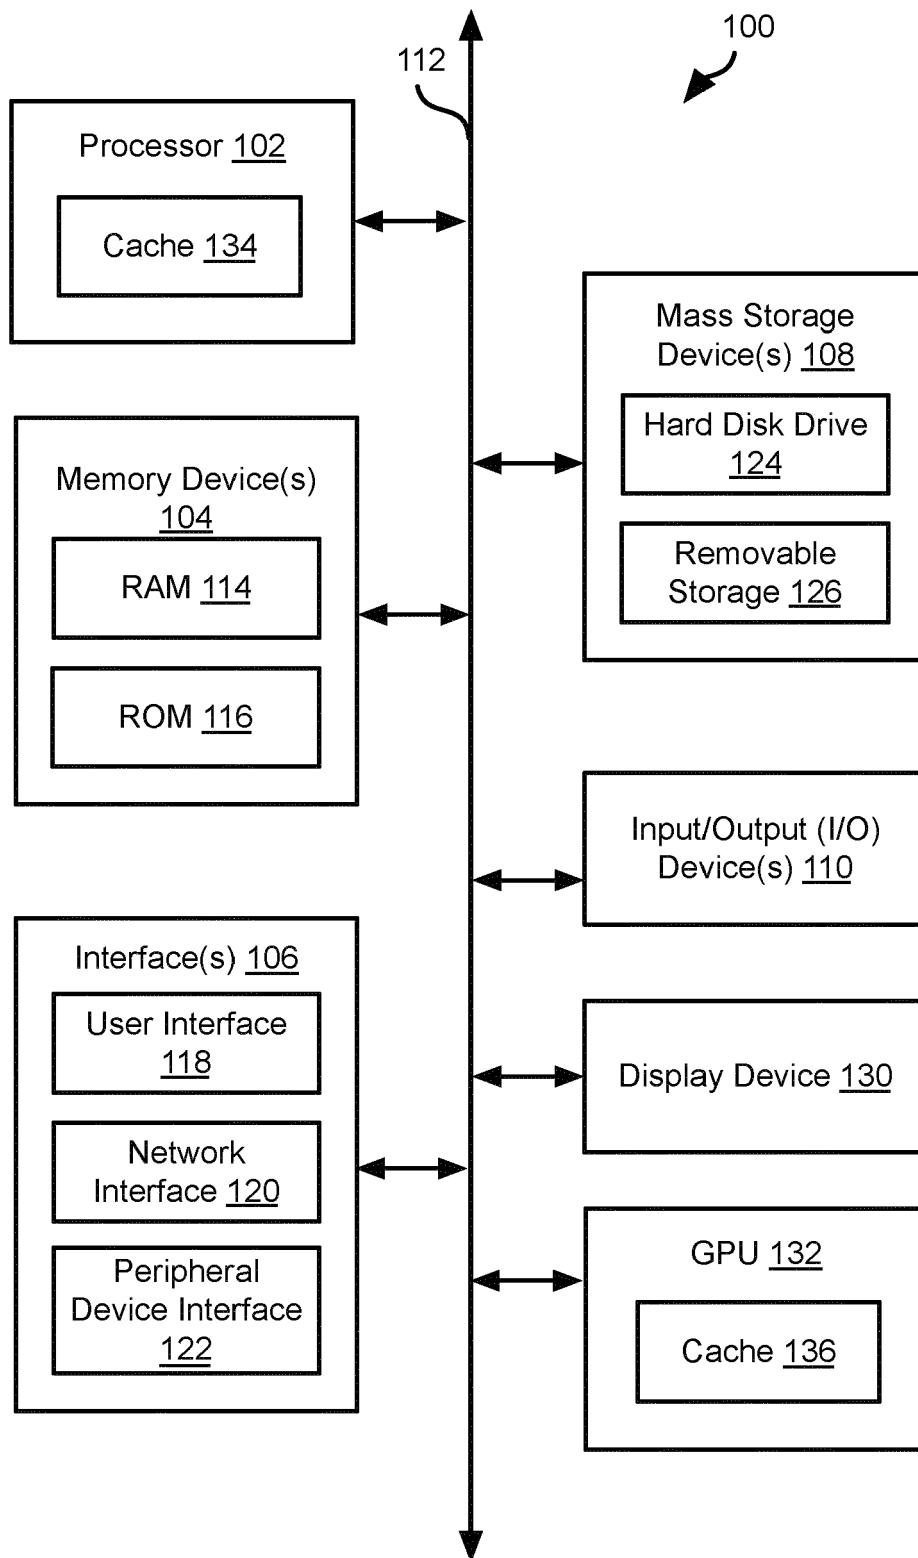 100
112
Processor 102
Cache 134
Mass Storage
Device(s) 108
Hard Disk Drive
124
Removable
Storage 126
Memory Device(s)
104
RAM 114
ROM 116
Input/Output (I/O)
Device(s) 110
Interface(s) 106
User Interface
118
Network
Interface 120
Peripheral
Device Interface
122
Display Device 130
GPU 132
Cache 136